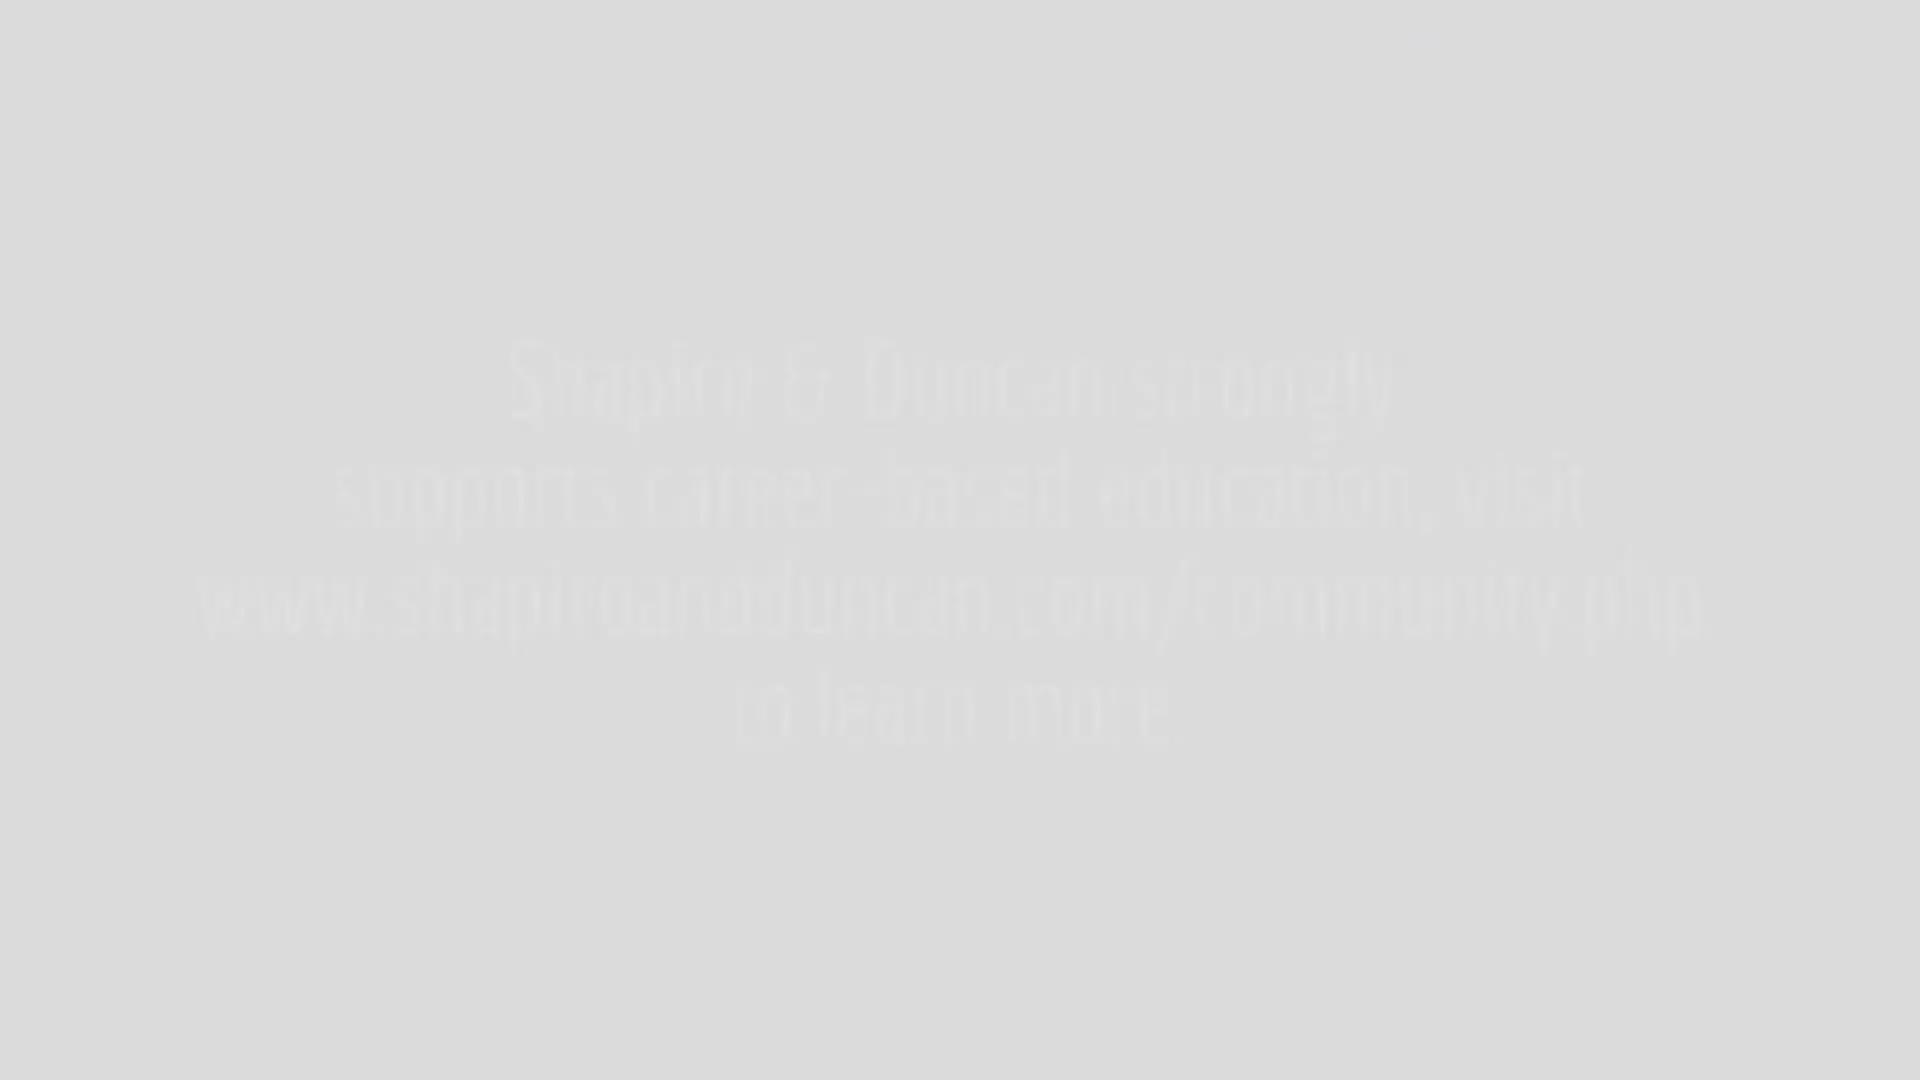 Shapiro & Duncan strongly
supports career-based education, visit
www.shapiroandduncan.com/community.php
to learn more